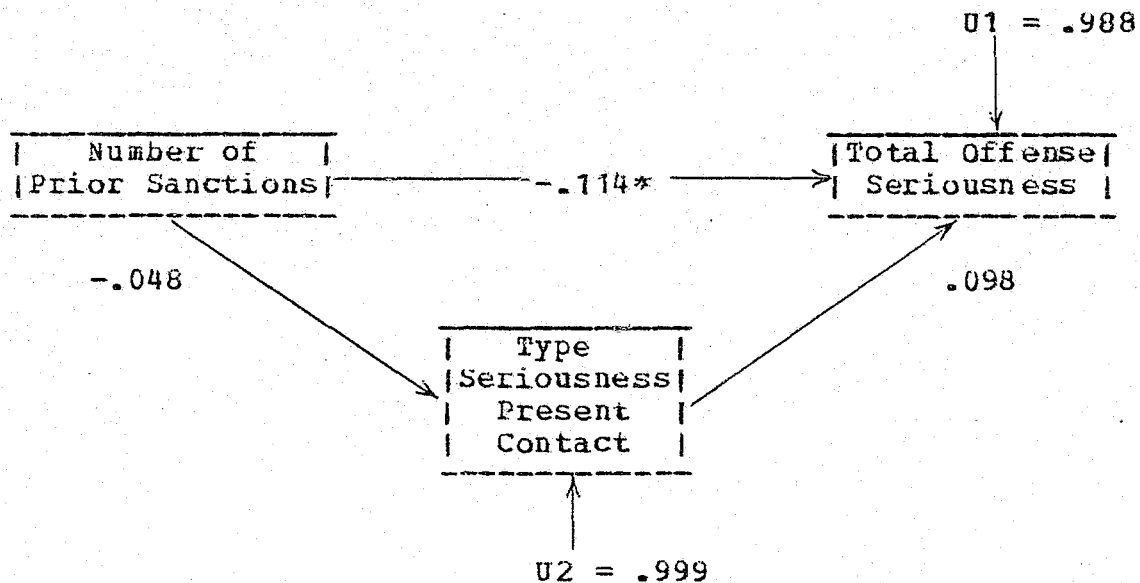 U1 = .988
Number of
Prior Sanctions
-.114*
Total Offense
Seriousness
-.048
.098
Type
Seriousness
Present
Contact
U2 = .999